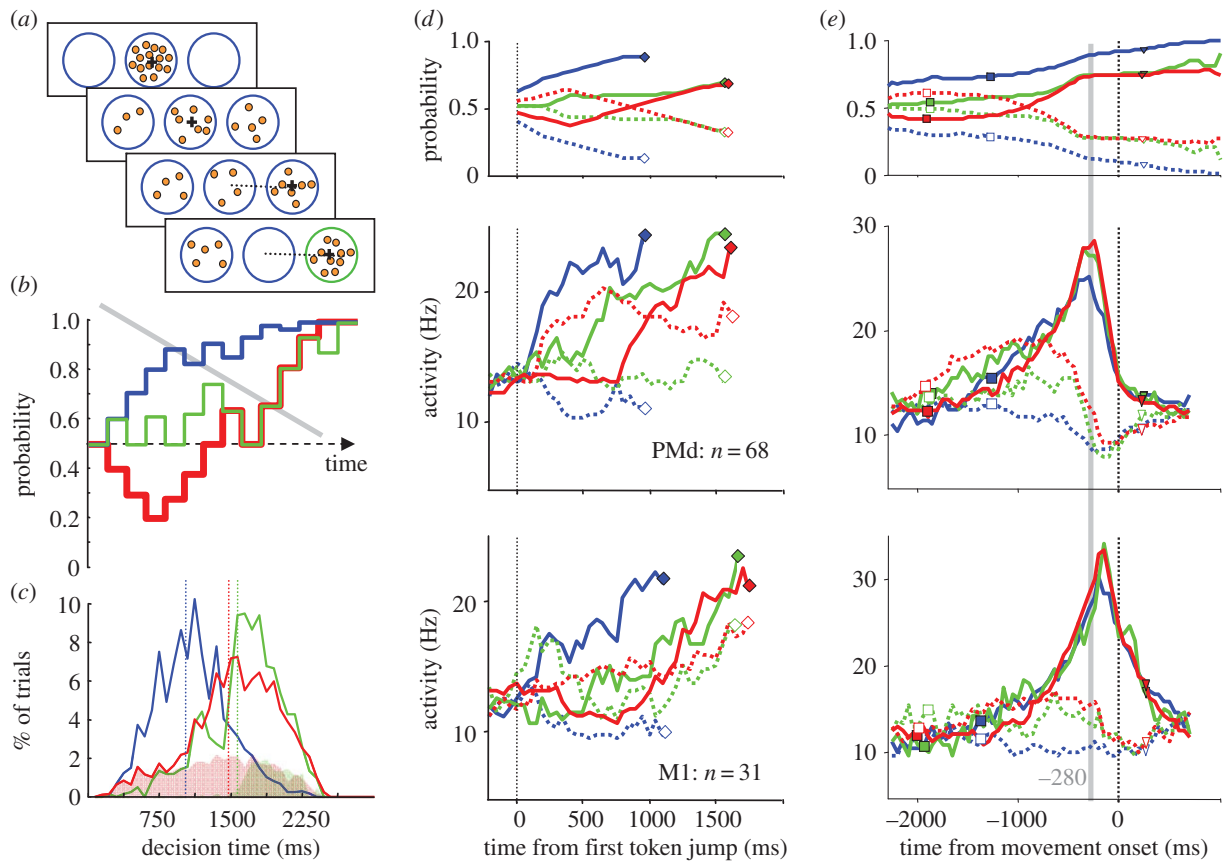 (a)
(b)
1.0
0.8
0.6
0.4
0.2
0
probability
time
(c)
10
8
6
4
2
0
% of trials
750
1500
2250
decision time (ms)
(d)
1.0
0.5
0
probability
20
10
activity (Hz)
PMd: n = 68
20
10
activity (Hz)
M1: n = 31
0
500
1000
1500
time from first token jump (ms)
(e)
1.0
0.5
0
30
20
10
30
20
10
−280
−2000
−1000
0
time from movement onset (ms)